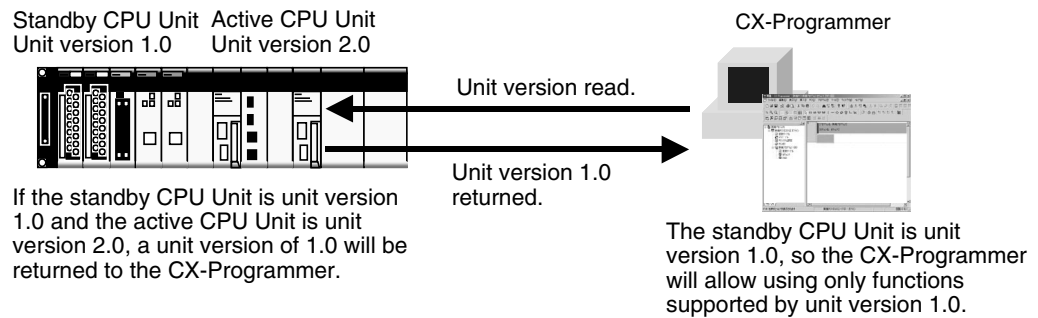 Standby CPU Unit
Unit version 1.0
Active CPU Unit
Unit version 2.0
CX-Programmer
Unit version read.
Unit version 1.0
returned.
If the standby CPU Unit is unit version
1.0 and the active CPU Unit is unit
version 2.0, a unit version of 1.0 will be
returned to the CX-Programmer.
The standby CPU Unit is unit
version 1.0, so the CX-Programmer
will allow using only functions
supported by unit version 1.0.